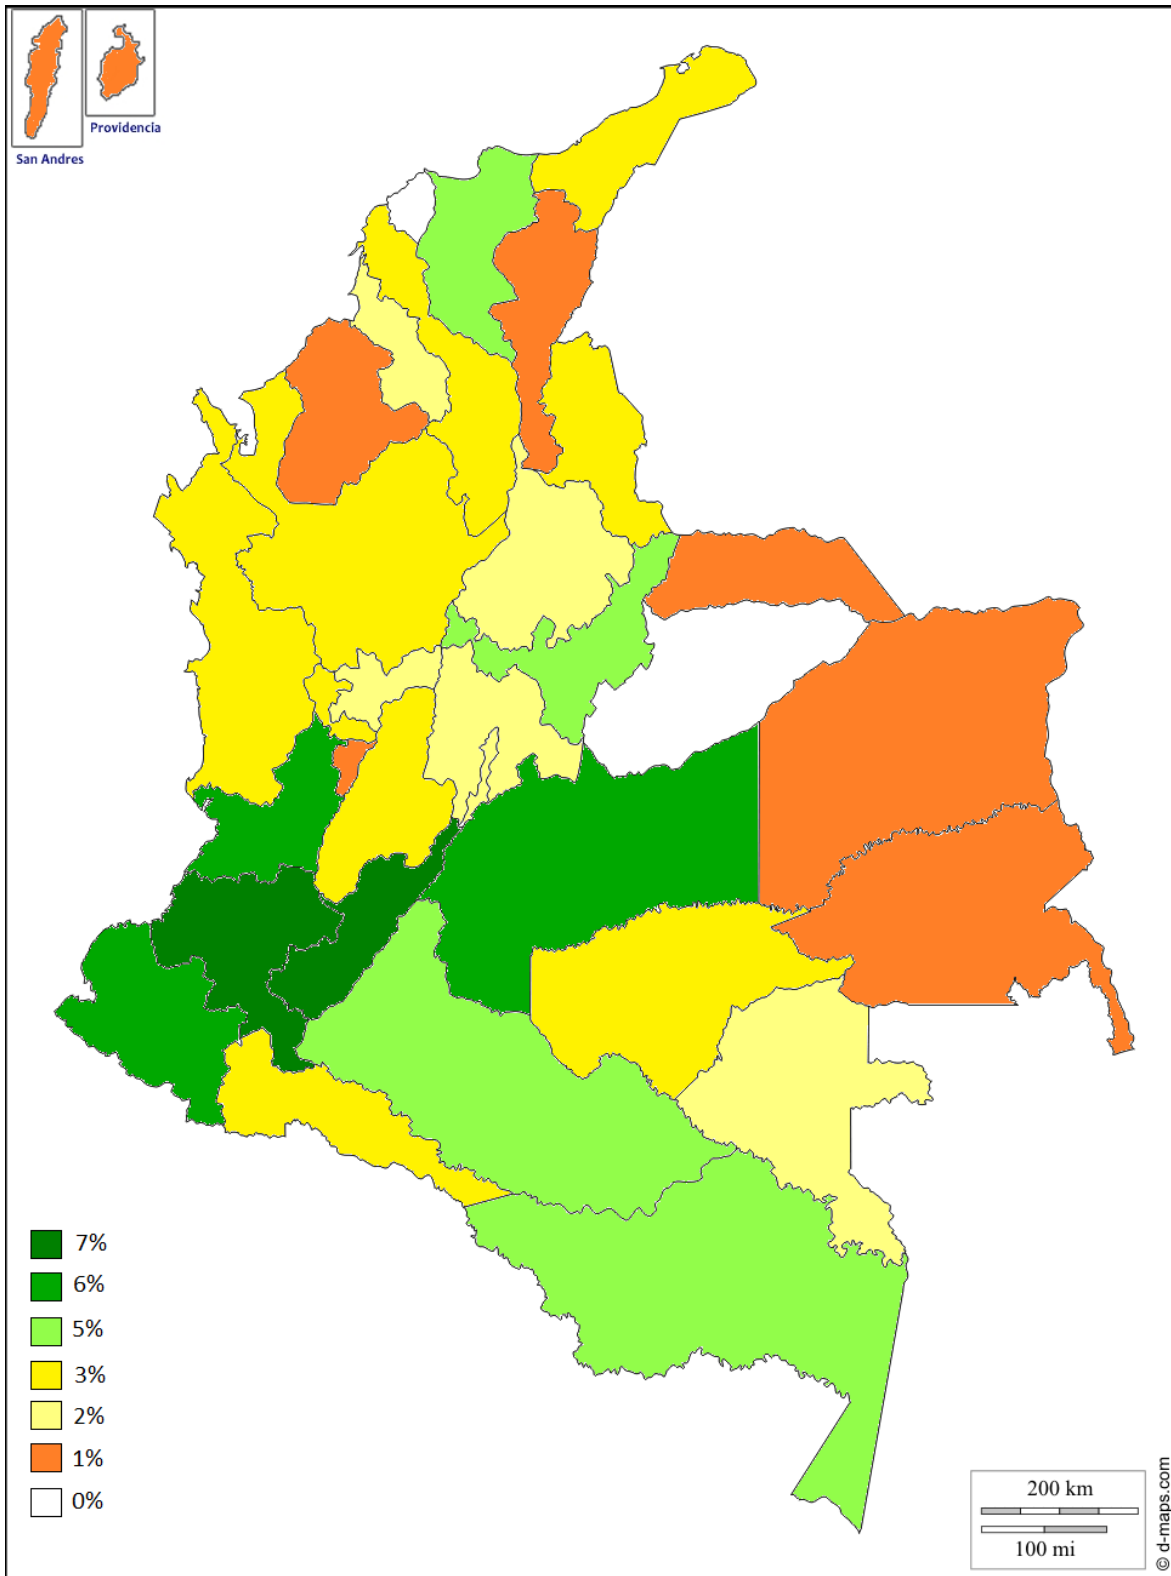 Providencia
San Andres
7%
6%
5%
3%
2%
1%
0%
200 km
100 mi
© d-maps.com